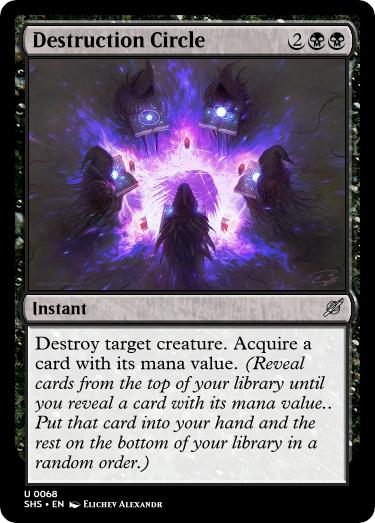 Destruction Circle 2
Instant
Destroy target creature. Acquire a
card with its mana value. (Reveal
cards from the top of your library until
you reveal a card with its mana value..
Put that card into your hand and the
rest on the bottom of your library in a
random order.)
U 0068
SHS • EN Elichev Alexandr